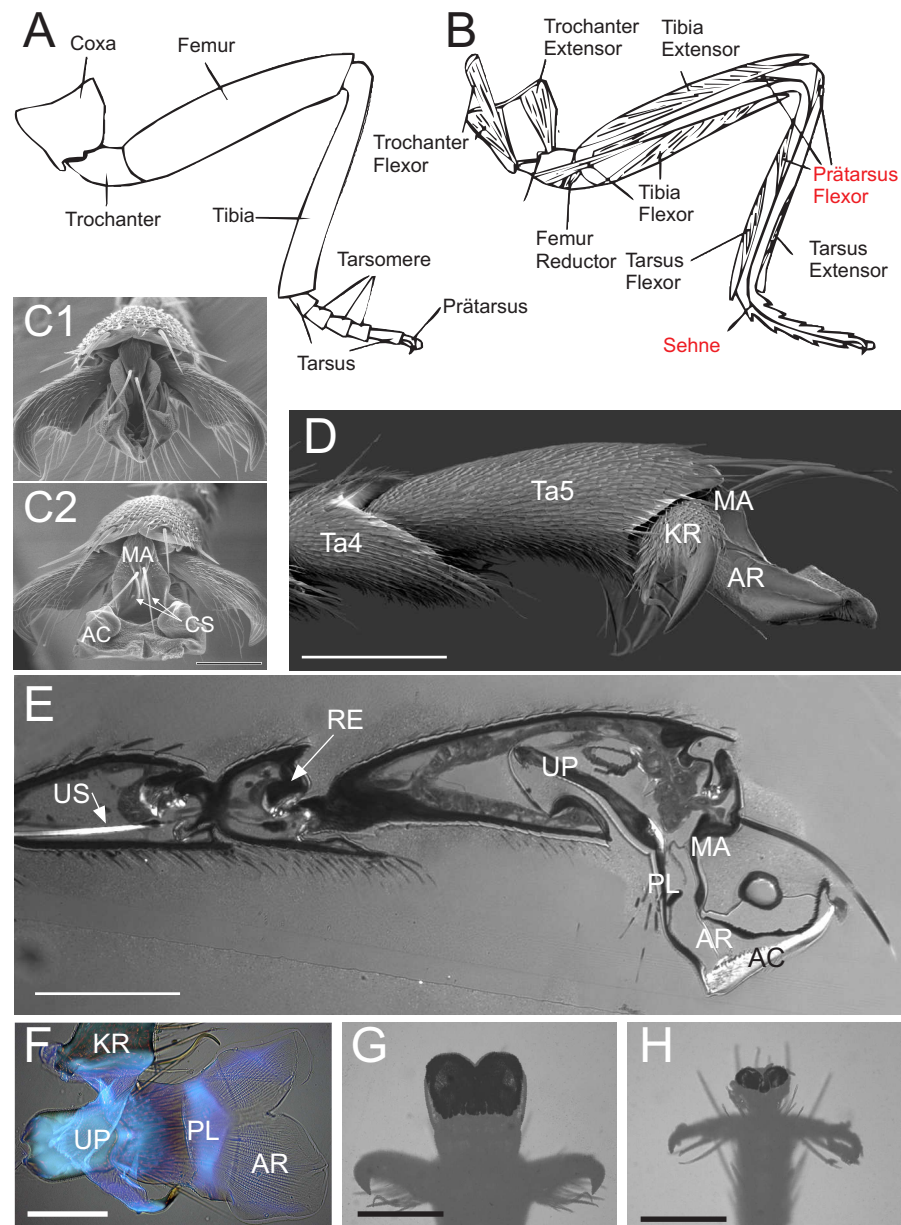 A
Coxa
Femur
Trochanter
Tibia
Tarsomere
Prätarsus
Tarsus
B
Trochanter
Extensor
Tibia
Extensor
Trochanter
Flexor
Prätarsus
Flexor
Tibia
Flexor
Femur
Reductor
Tarsus
Flexor
Tarsus
Extensor
Sehne
C1
C2
MA
AC
CS
D
Ta4
Ta5
KR
MA
AR
E
US
RE
UP
MA
PL
AR
AC
F
KR
UP
PL
AR
G
H